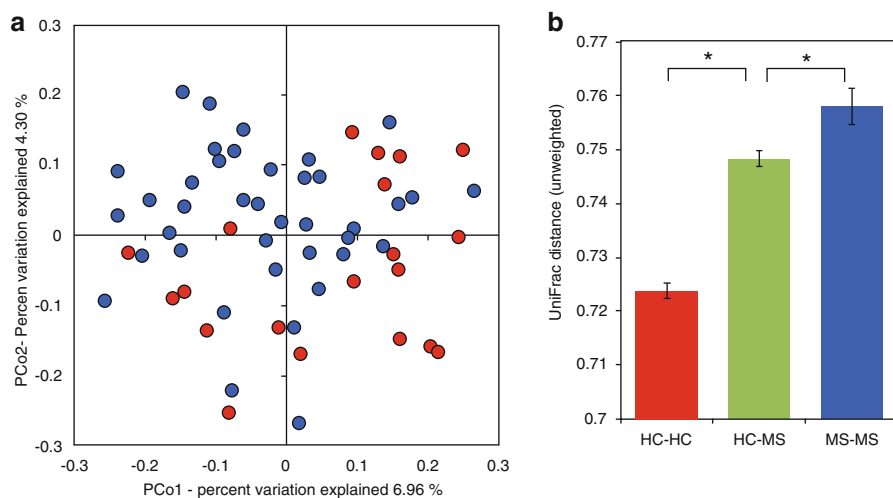 a
PCo2- Percen variation explained 4.30 %
0.3
0.2
0.1
0
-0.1
-0.2
-0.3
-0.3 -0.2 -0.1 0 0.1 0.2 0.3
PCo1 - percent variation explained 6.96 %
b
UniFrac distance (unweighted)
0.77
0.76
0.75
0.74
0.73
0.72
0.71
0.7
* *
HC-HC HC-MS MS-MS